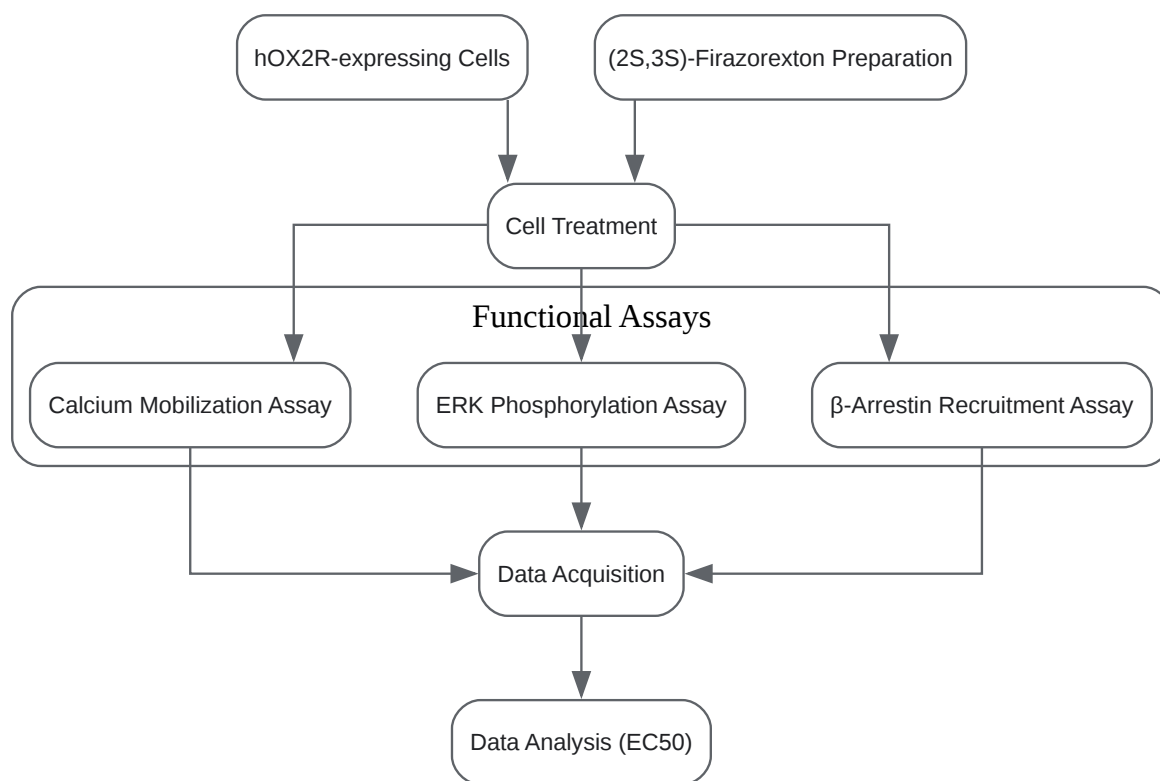 hOX2R-expressing Cells
(2S,3S)-Firazorexton Preparation
Cell Treatment
Functional Assays
Calcium Mobilization Assay
ERK Phosphorylation Assay
β-Arrestin Recruitment Assay
Data Acquisition
Data Analysis (EC50)